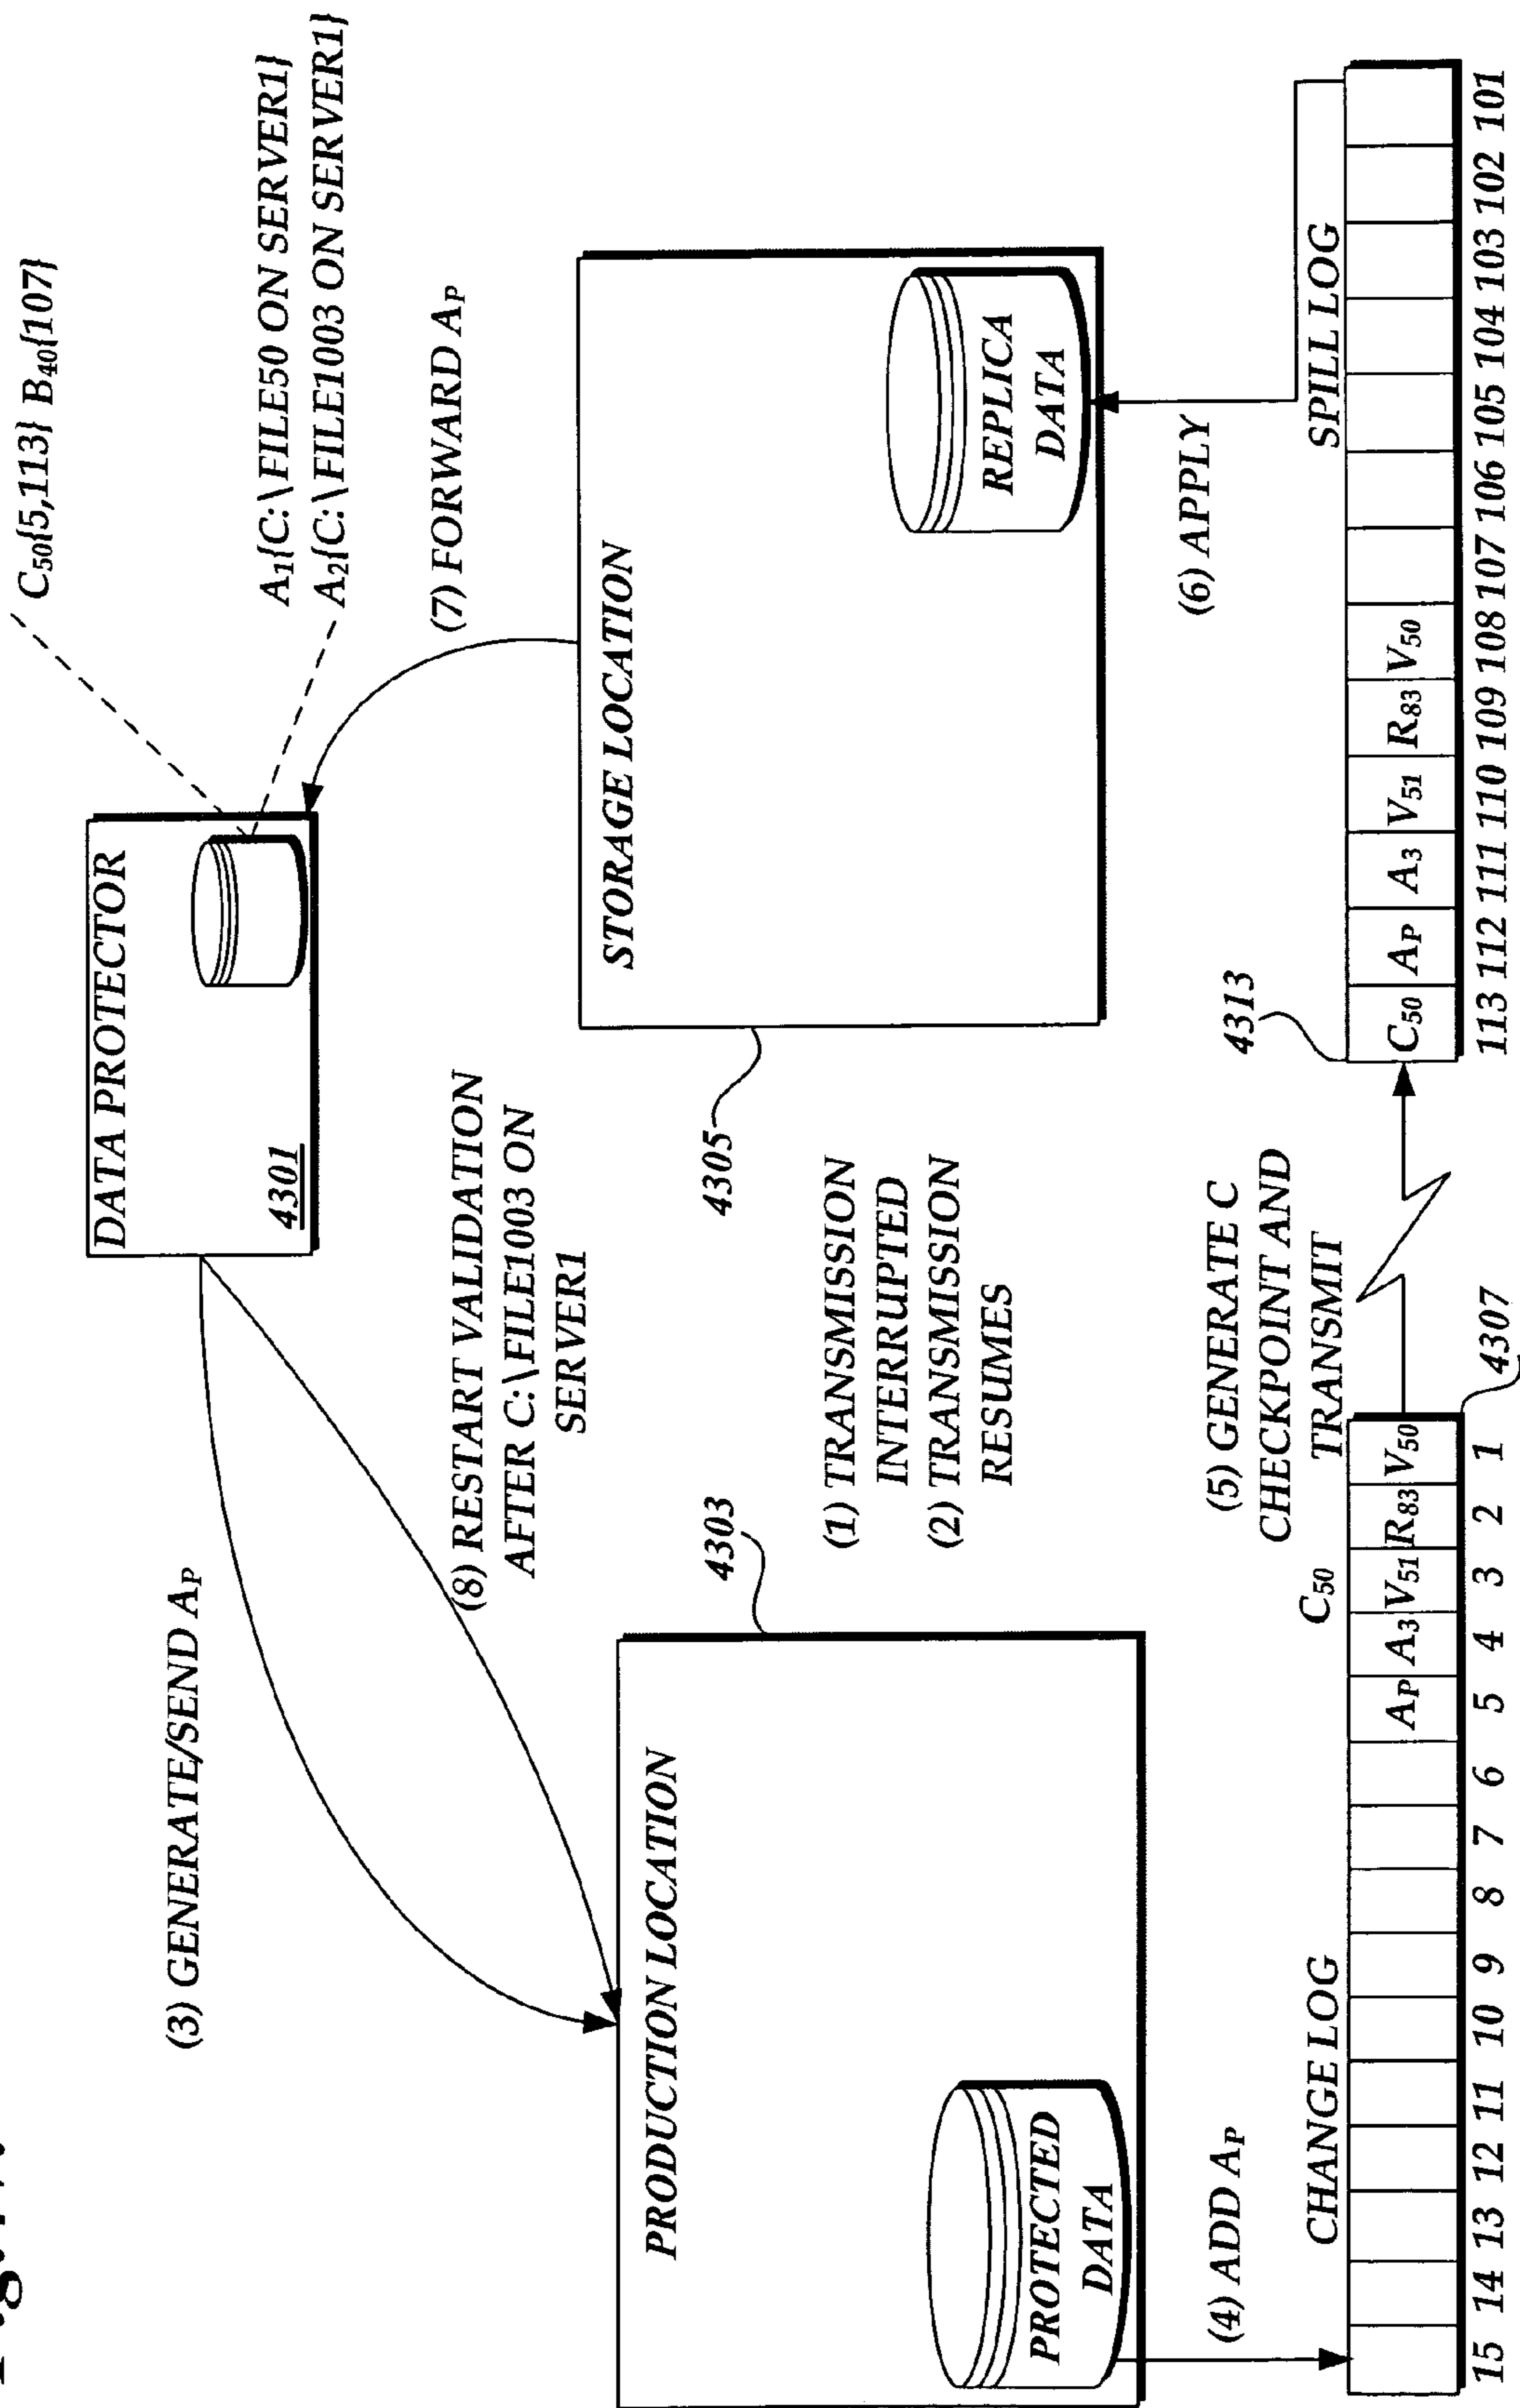 DATA PROTECTOR
4301
C50{5,113} B40{107}
A1{C:\FILE50 ON SERVER1}
A2{C:\FILE1003 ON SERVER1}
(3) GENERATE/SEND AP
(7) FORWARD AP
(8) RESTART VALIDATION
AFTER C:\FILE1003 ON
SERVER1
PRODUCTION LOCATION
4303
PROTECTED
DATA
STORAGE LOCATION
4305
REPLICA
DATA
(1) TRANSMISSION
INTERRUPTED
(2) TRANSMISSION
RESUMES
(4) ADD AP
(5) GENERATE C
CHECKPOINT AND
TRANSMIT
(6) APPLY
CHANGE LOG
C50
4307
AP A3 V51 R83 V50
15 14 13 12 11 10 9 8 7 6 5 4 3 2 1
4313
SPILL LOG
C50 AP A3 V51 R83 V50
113 112 111 110 109 108 107 106 105 104 103 102 101